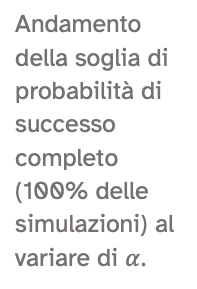 Andamento
della soglia di
probabilità di
successo
completo
(100% delle
simulazioni) al
variare di α.